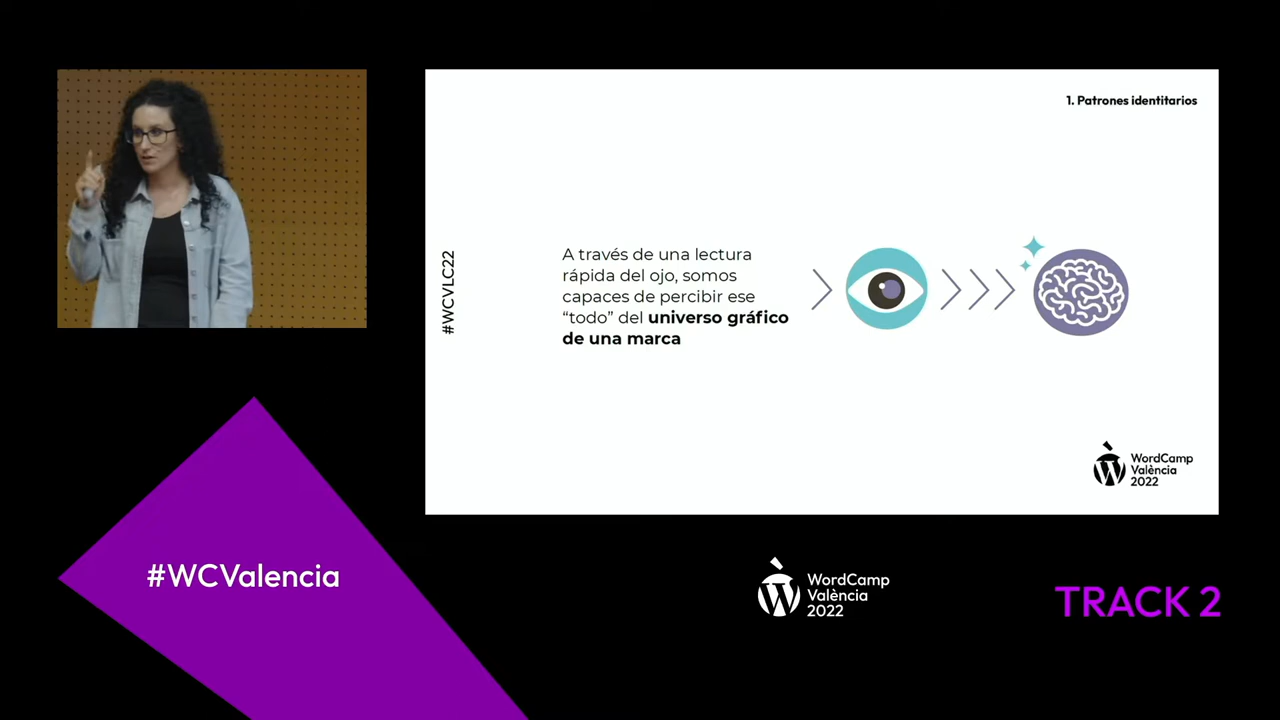 1. Patrones identitarios
#WCVLC22
A través de una lectura
rápida del ojo, somos
capaces de percibir ese
“todo” del universo gráfico
de una marca
WordCamp
València
2022
#WCValencia
WordCamp
València
2022
TRACK 2